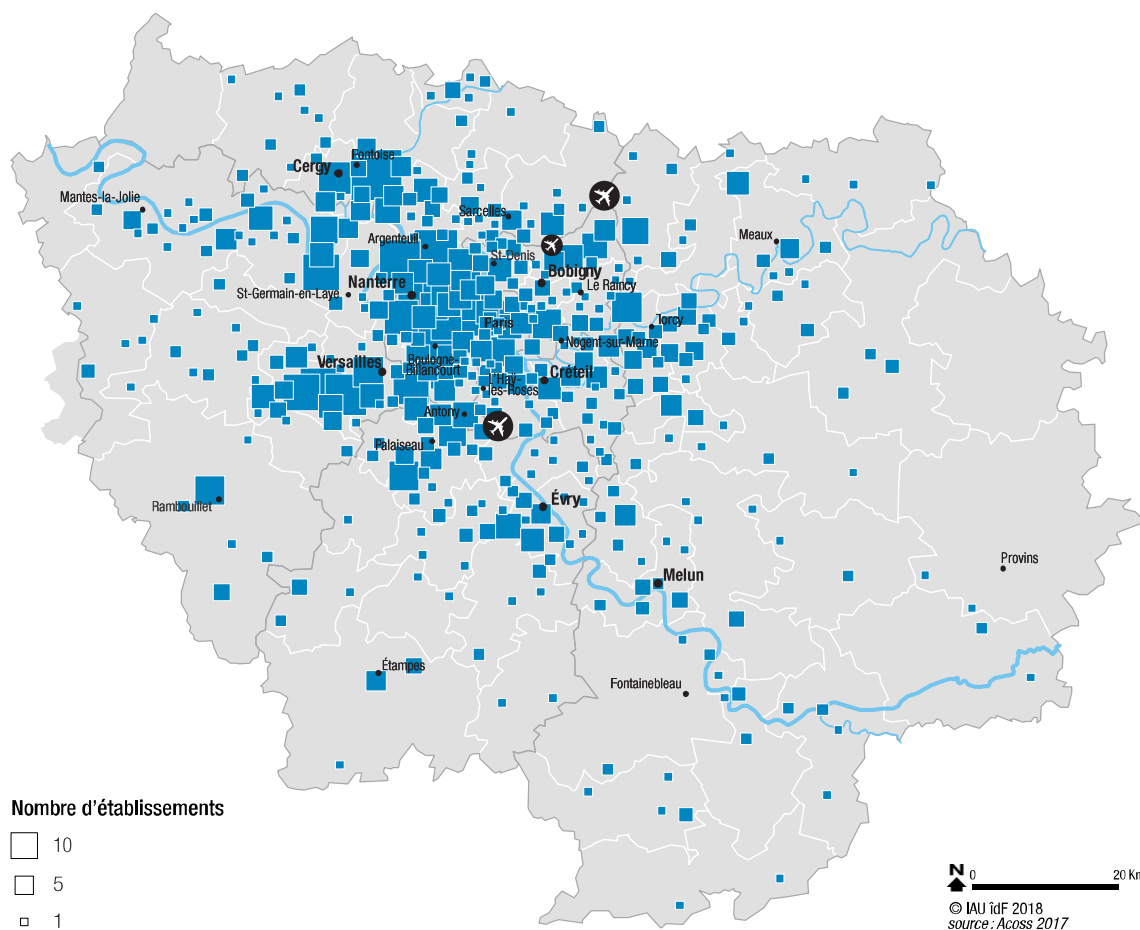 Pontoise
Cergy
Mantes-la-Jolie
Sarcelles
Argenteuil
St-Denis
Meaux
Bobigny
Nanterre
Le Raincy
St-Germain-en-Laye
Torcy
Paris
Nogent-sur-Marne
Boulogne-
Billancourt
Versailles
Créteil
L'Haÿ-
les-Roses
Antony
Palaiseau
Rambouillet
Évry
Provins
Melun
Étampes
Fontainebleau
Nombre d'établissements
10
5
1
N
0
20 Km
© IAU îdF 2018
source : Acoss 2017